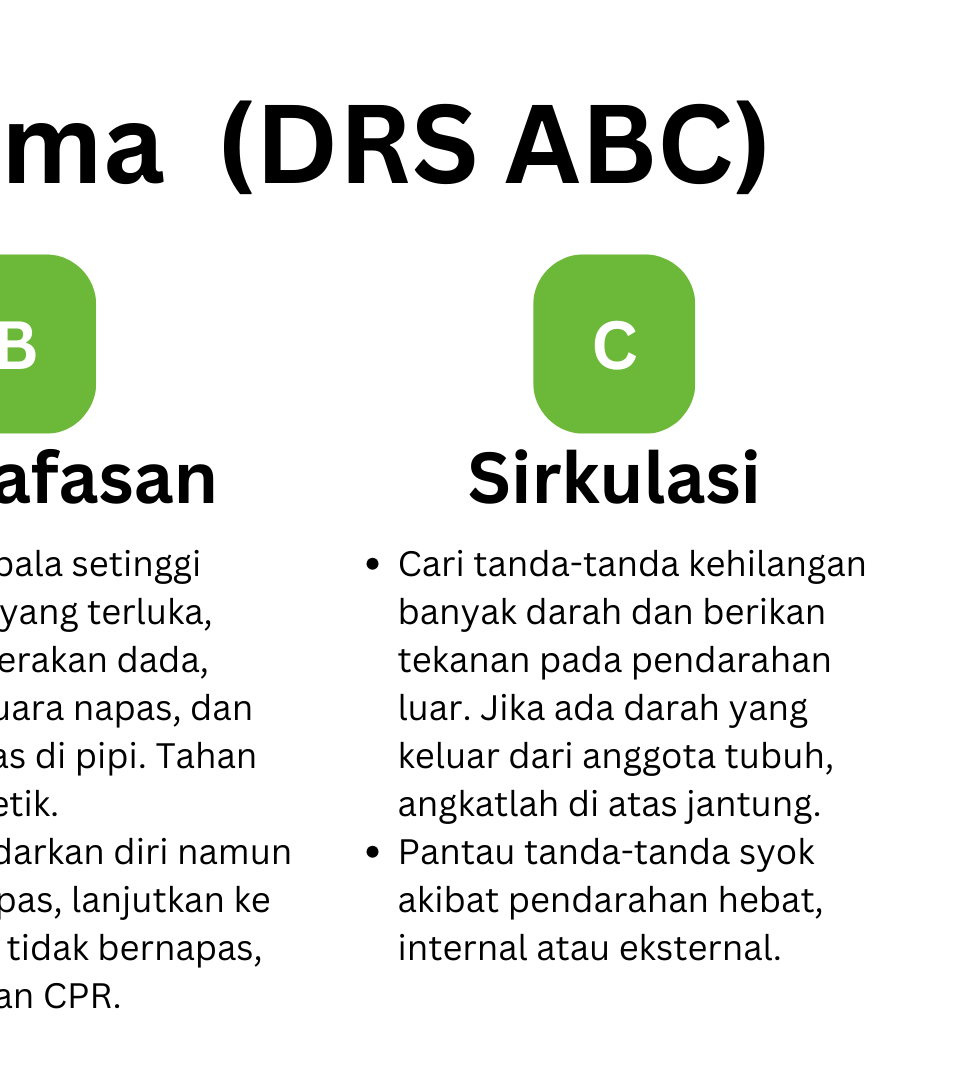 ma (DRS ABC)
B
afasan
pala setinggi
yang terluka,
erakan dada,
uara napas, dan
as di pipi. Tahan
etik.
darkan diri namun
pas, lanjutkan ke
tidak bernapas,
an CPR.
C
Sirkulasi
• Cari tanda-tanda kehilangan
banyak darah dan berikan
tekanan pada pendarahan
luar. Jika ada darah yang
keluar dari anggota tubuh,
angkatlah di atas jantung.
• Pantau tanda-tanda syok
akibat pendarahan hebat,
internal atau eksternal.